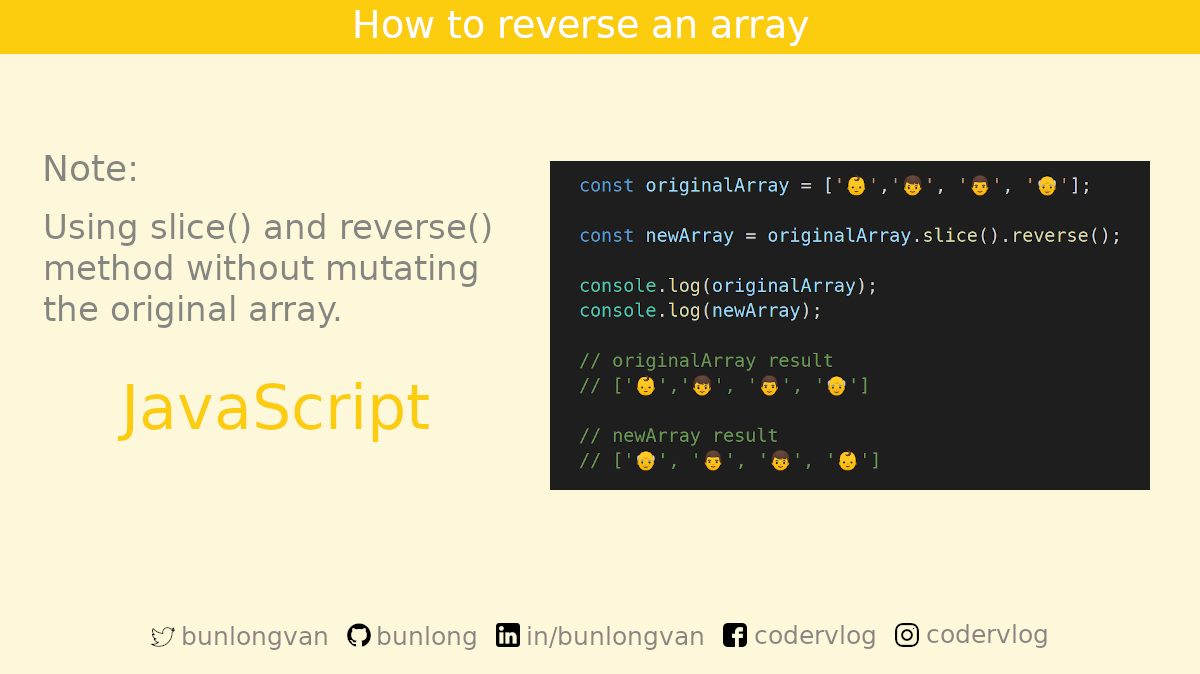 How to reverse an array
Note:
Using slice() and reverse()
method without mutating
the original array.
JavaScript
const originalArray = ['👶','👦', '👨', '👴'];
const newArray = originalArray.slice().reverse();
console.log(originalArray);
console.log(newArray);
// originalArray result
// ['👶','👦', '👨', '👴']
// newArray result
// ['👴', '👨', '👦', '👶']
bunlongvan bunlong in/bunlongvan codervlog codervlog